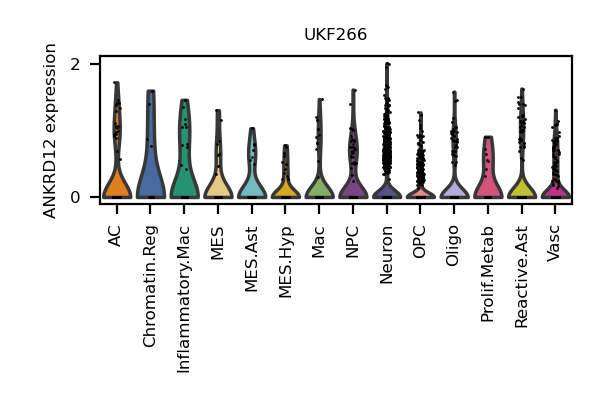 UKF266
ANKRD12 expression
2
0
AC
Chromatin.Reg
Inflammatory.Mac
MES
MES.Ast
MES.Hyp
Mac
NPC
Neuron
OPC
Oligo
Prolif.Metab
Reactive.Ast
Vasc